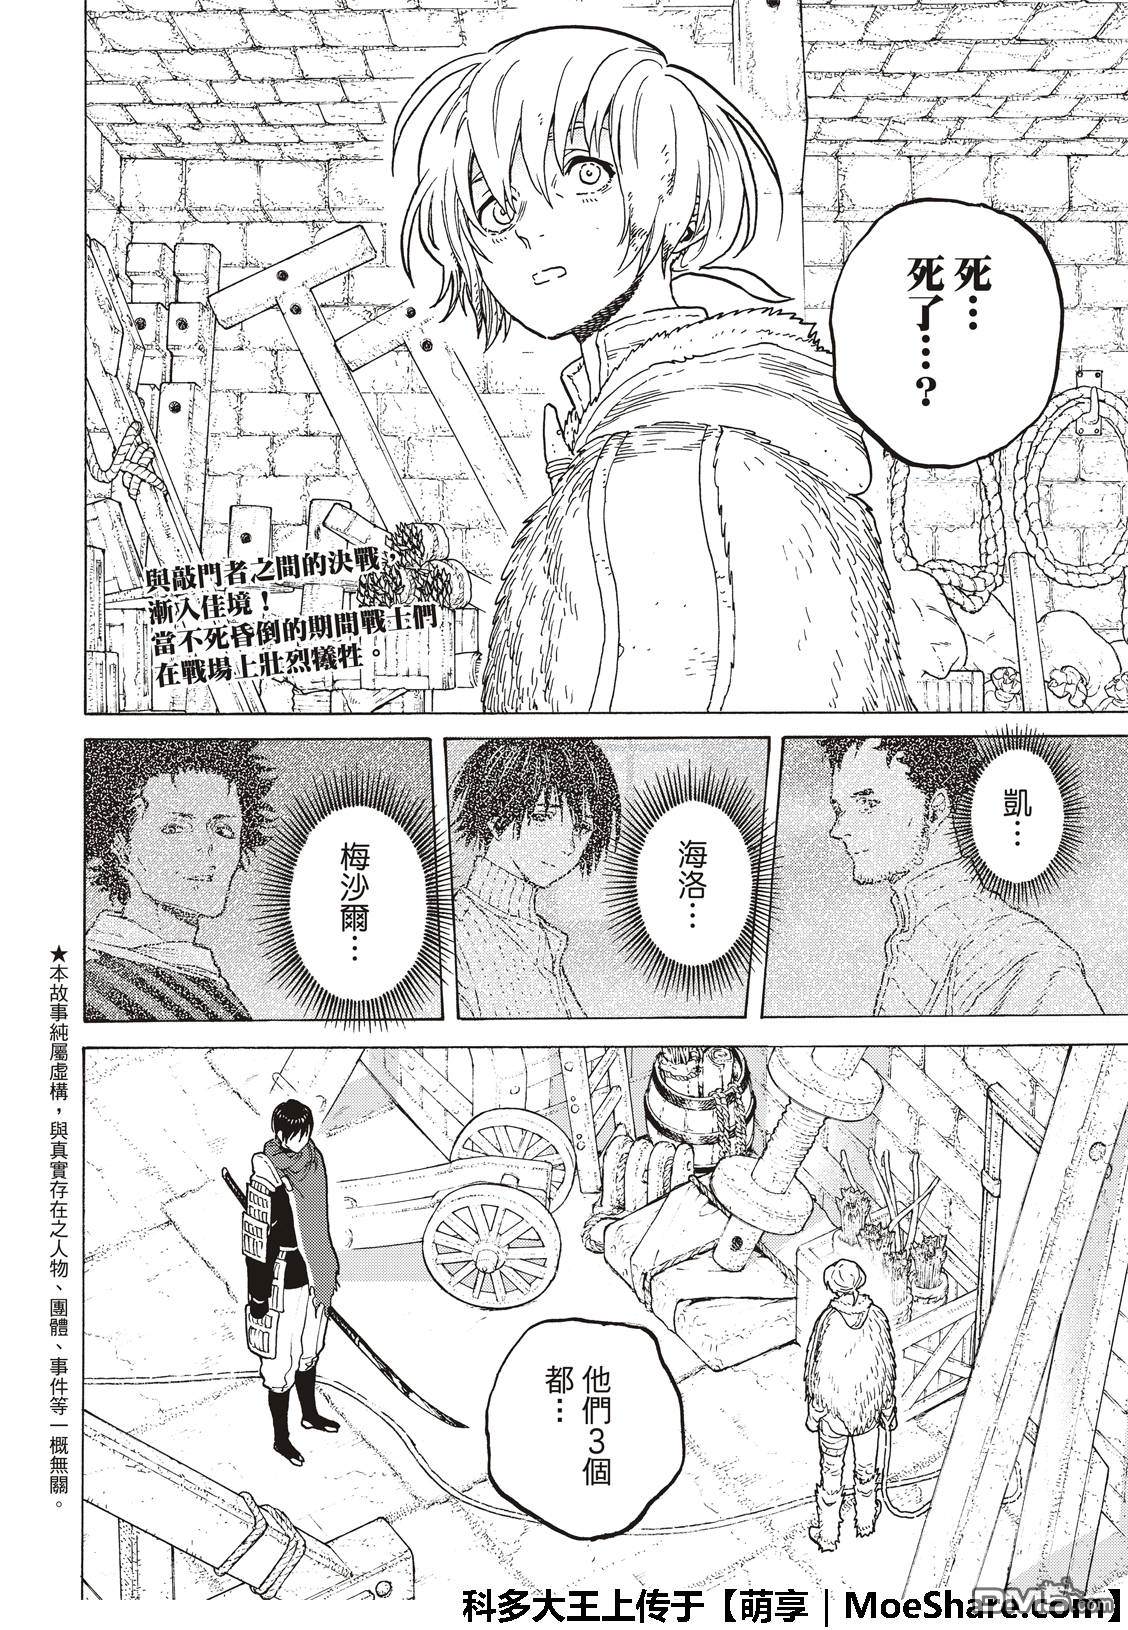 死…
死了……?
與敲門者之間的決戰，
漸入佳境！
當不死昏倒的期間戰士們
在戰場上壯烈犧牲。
凱…
海洛…
梅沙爾…
他們3個
都…
★本故事純屬虛構，與真實存在之人物、團體、事件等一概無關。
科多大王上传于【萌享｜MoeShare.com】